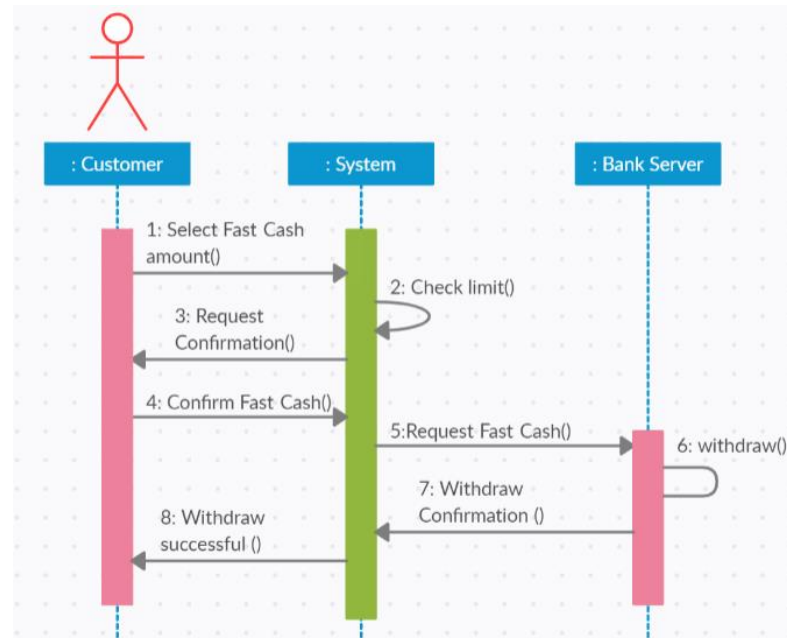 : Customer
: System
: Bank Server
1: Select Fast Cash
amount()
2: Check limit()
3: Request
Confirmation()
4: Confirm Fast Cash()
5:Request Fast Cash()
6: withdraw()
7: Withdraw
Confirmation ()
8: Withdraw
successful ()